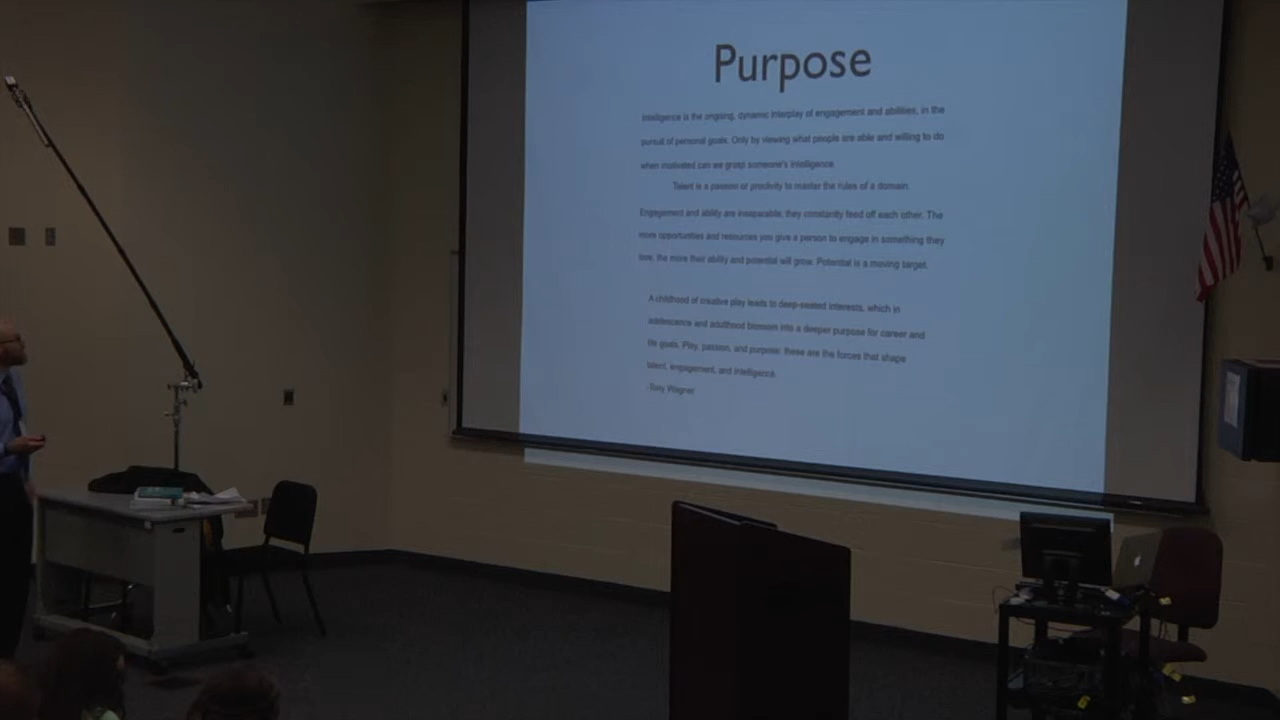 Purpose
Intelligence is the ongoing, dynamic interplay of engagement and abilities, in the
pursuit of personal goals. Only by viewing what people are able and willing to do
when motivated can we grasp someone's intelligence.
Talent is a passion or proclivity to master the rules of a domain.
Engagement and ability are inseparable; they constantly feed off each other. The
more opportunities and resources you give a person to engage in something they
love, the more their ability and potential will grow. Potential is a moving target.
A childhood of creative play leads to deep-seated interests, which in
adolescence and adulthood blossom into a deeper purpose for career and
life goals. Play, passion, and purpose: these are the forces that shape
talent, engagement, and intelligence.
-Tony Wagner